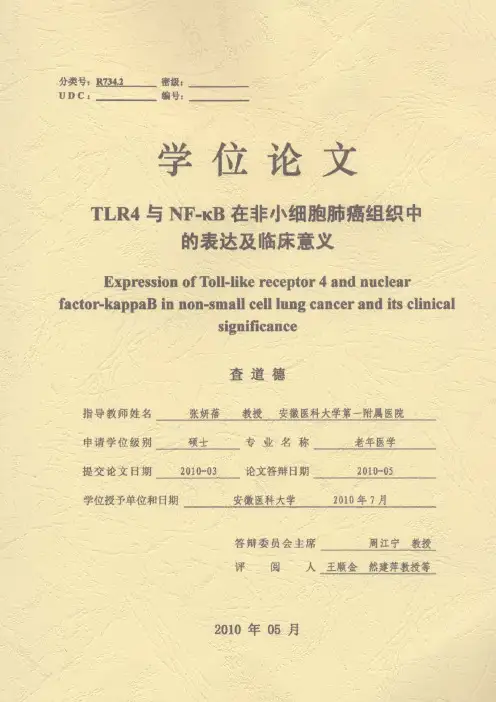 分类号：R734.2 密级：
UDC： 编号：
学位论文
TLR4 与 NF-κB 在非小细胞肺癌组织中
的表达及临床意义
Expression of Toll-like receptor 4 and nuclear
factor-kappaB in non-small cell lung cancer and its clinical
significance
查道德
指导教师姓名 张妍蓓 教授 安徽医科大学第一附属医院
申请学位级别 硕士 专业名称 老年医学
提交论文日期 2010-03 论文答辩日期 2010-05
学位授予单位和日期 安徽医科大学 2010年7月
答辩委员会主席 周江宁 教授
评阅人 王顺金 然建萍教授等
2010 年 05 月